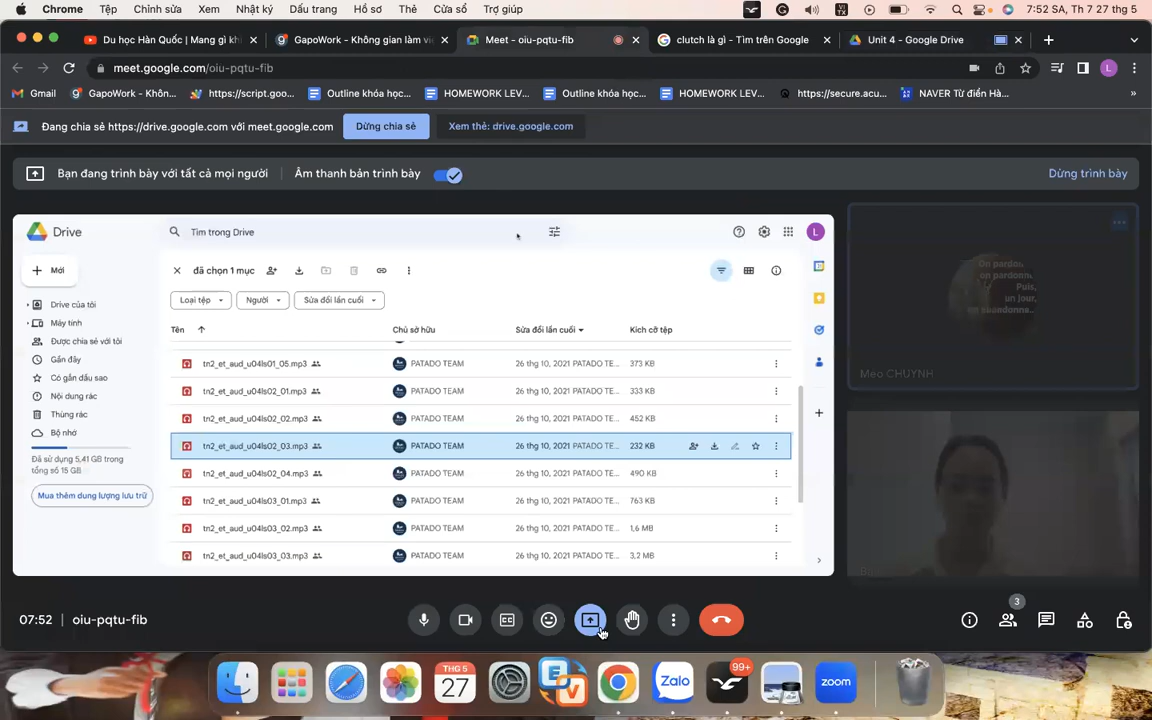 Chrome Tệp Chỉnh sửa Xem Nhật ký Dấu trang Hồ sơ Thẻ Cửa sổ Trợ giúp VI TX 7:52 SA, Th 7 27 thg 5
Du học Hàn Quốc | Mang gì kh GapoWork - Không gian làm vi Meet - oiu-pqtu-fib clutch là gì - Tìm trên Google Unit 4 - Google Drive
meet.google.com/oiu-pqtu-fib L
Gmail GapoWork - Khôn... https://script.goo... Outline khóa học... HOMEWORK LEV... Outline khóa học... HOMEWORK LEV... https://secure.acu... NAVER Từ điển Hà... »
Đang chia sẻ https://drive.google.com với meet.google.com Dừng chia sẻ Xem thẻ: drive.google.com
Bạn đang trình bày với tất cả mọi người Âm thanh bản trình bày Dừng trình bày
Drive Tìm trong Drive L
Mới đã chọn 1 mục
Loại tệp Người Sửa đổi lần cuối
Tên Chủ sở hữu Sửa đổi lần cuối Kích cỡ tệp
Drive của tôi
Máy tính
Được chia sẻ với tôi
Gần đây
Có gắn dấu sao
Nội dung rác
Thùng rác
Bộ nhớ
Đã sử dụng 5,41 GB trong
tổng số 15 GB
Mua thêm dung lượng lưu trữ
tn2_et_aud_u04ls01_05.mp3 PATADO TEAM 26 thg 10, 2021 PATADO TE... 373 KB
tn2_et_aud_u04ls02_01.mp3 PATADO TEAM 26 thg 10, 2021 PATADO TE... 333 KB
tn2_et_aud_u04ls02_02.mp3 PATADO TEAM 26 thg 10, 2021 PATADO TE... 452 KB
tn2_et_aud_u04ls02_03.mp3 PATADO TEAM 26 thg 10, 2021 PATADO TE... 232 KB
tn2_et_aud_u04ls02_04.mp3 PATADO TEAM 26 thg 10, 2021 PATADO TE... 490 KB
tn2_et_aud_u04ls03_01.mp3 PATADO TEAM 26 thg 10, 2021 PATADO TE... 763 KB
tn2_et_aud_u04ls03_02.mp3 PATADO TEAM 26 thg 10, 2021 PATADO TE... 1,6 MB
tn2_et_aud_u04ls03_03.mp3 PATADO TEAM 26 thg 10, 2021 PATADO TE... 3,2 MB
On pardon,
on pardonne,
Puis,
un jour,
on abandonne..
Meo CHUYNH
07:52 | oiu-pqtu-fib 3
THG 5
27 99+ Zalo zoom